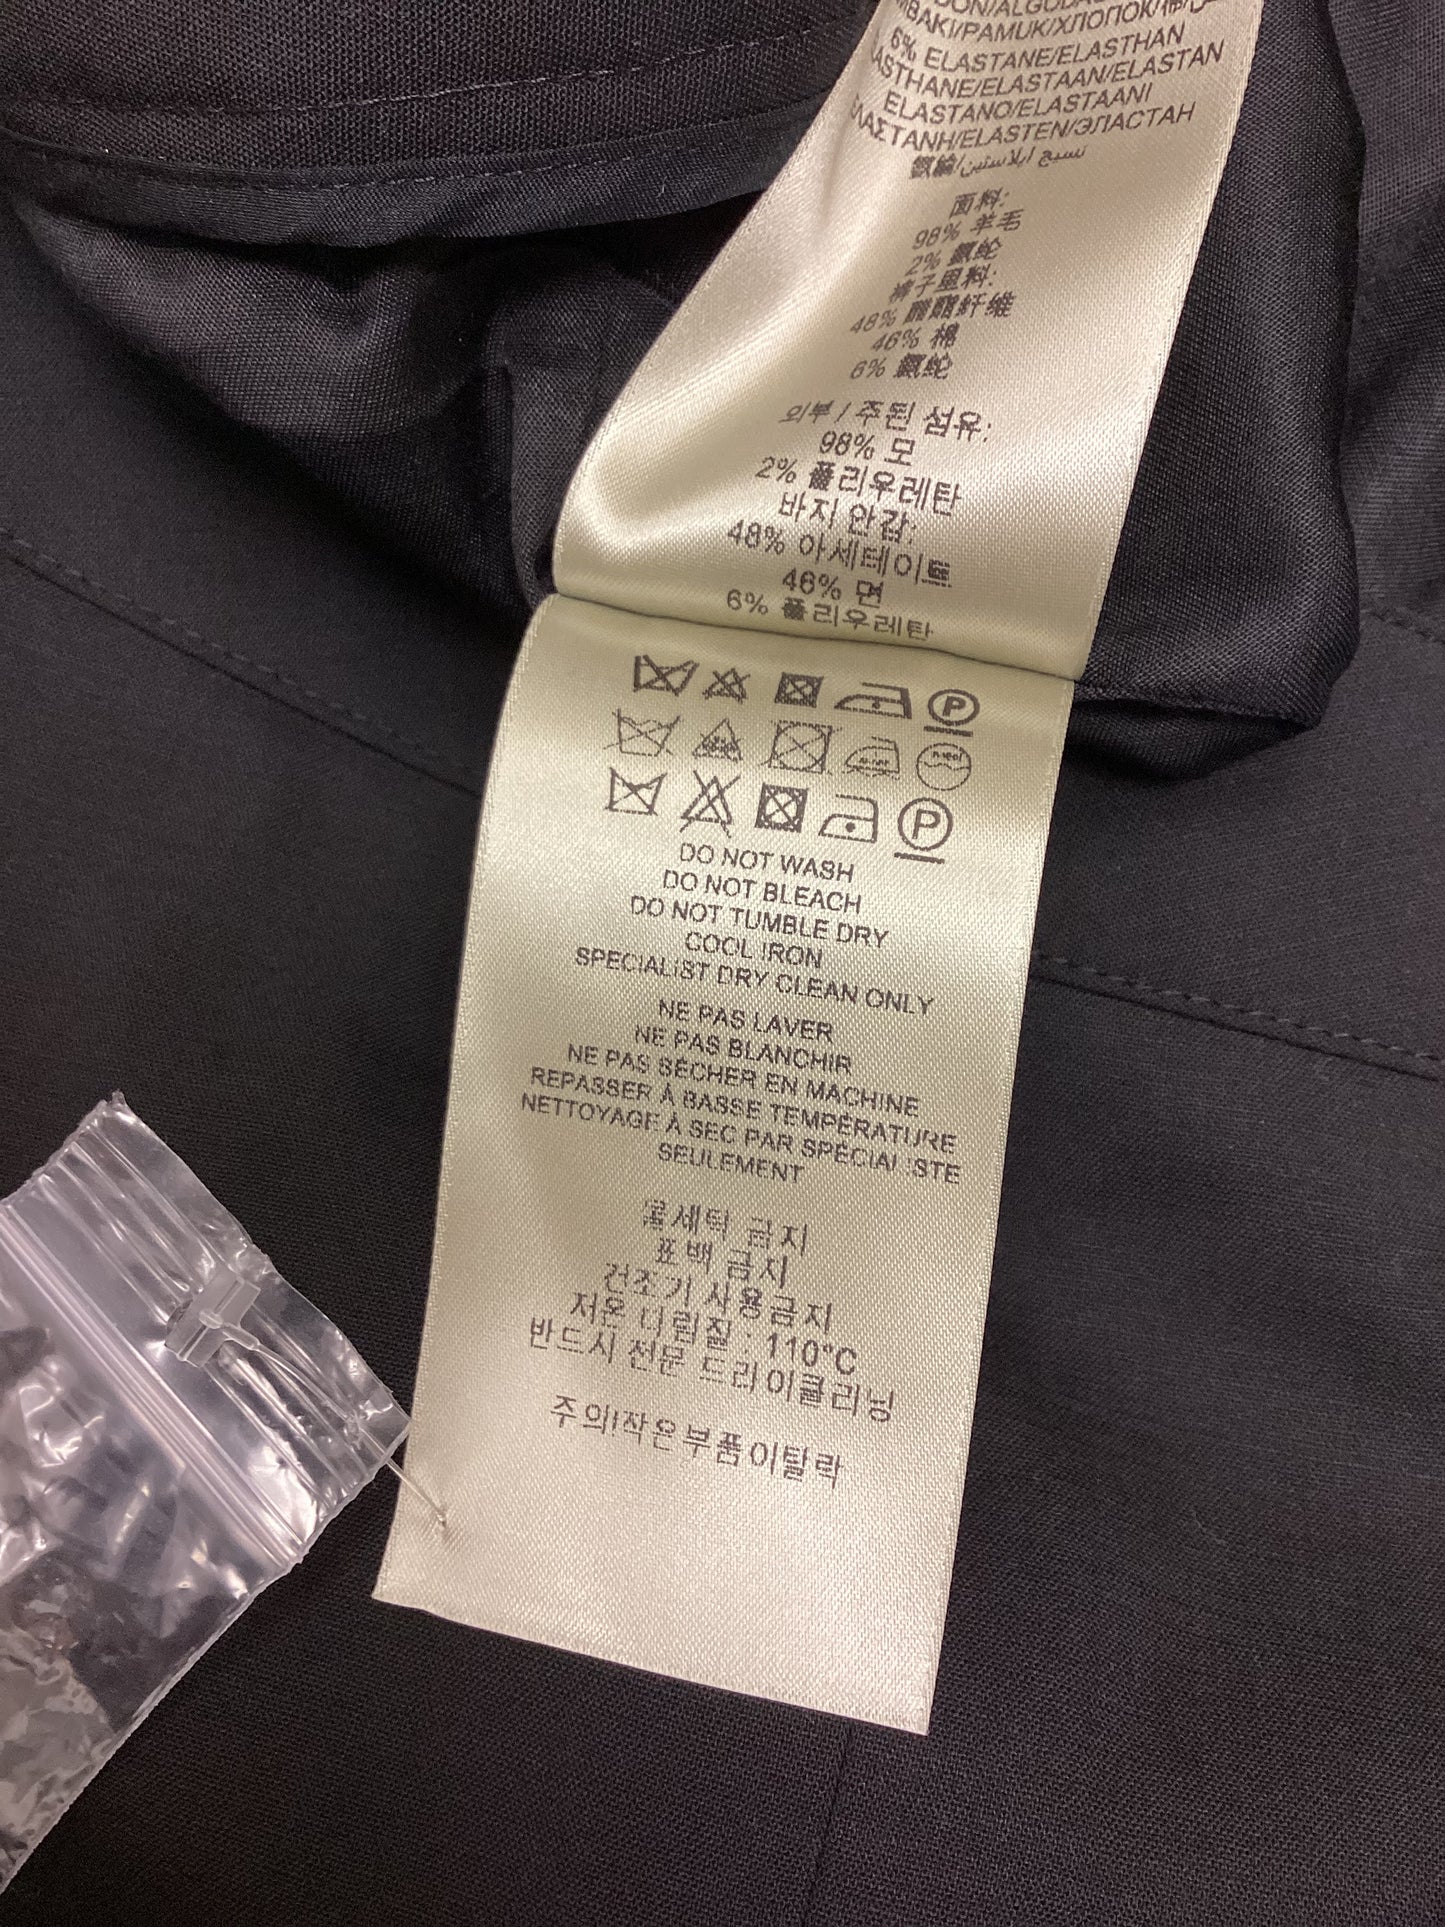 6% ELASTANE/ELASTHAN
ELASTANO/ELASTAANI
98% 羊毛
2% 氨纶
裤子里料:
48% 醋酯纤维
46% 棉
6% 氨纶
외부 / 주된 섬유:
98% 모
2% 폴리우레탄
바지 안감:
48% 아세테이트
46% 면
6% 폴리우레탄
P
P
DO NOT WASH
DO NOT BLEACH
DO NOT TUMBLE DRY
COOL IRON
SPECIALIST DRY CLEAN ONLY
NE PAS LAVER
NE PAS BLANCHIR
NE PAS SÉCHER EN MACHINE
REPASSER À BASSE TEMPÉRATURE
NETTOYAGE À SEC PAR SPÉCIALISTE
SEULEMENT
물세탁 금지
표백 금지
건조기 사용금지
저온 다림질 : 110°C
반드시 전문 드라이클리닝
주의!작은부품이탈락